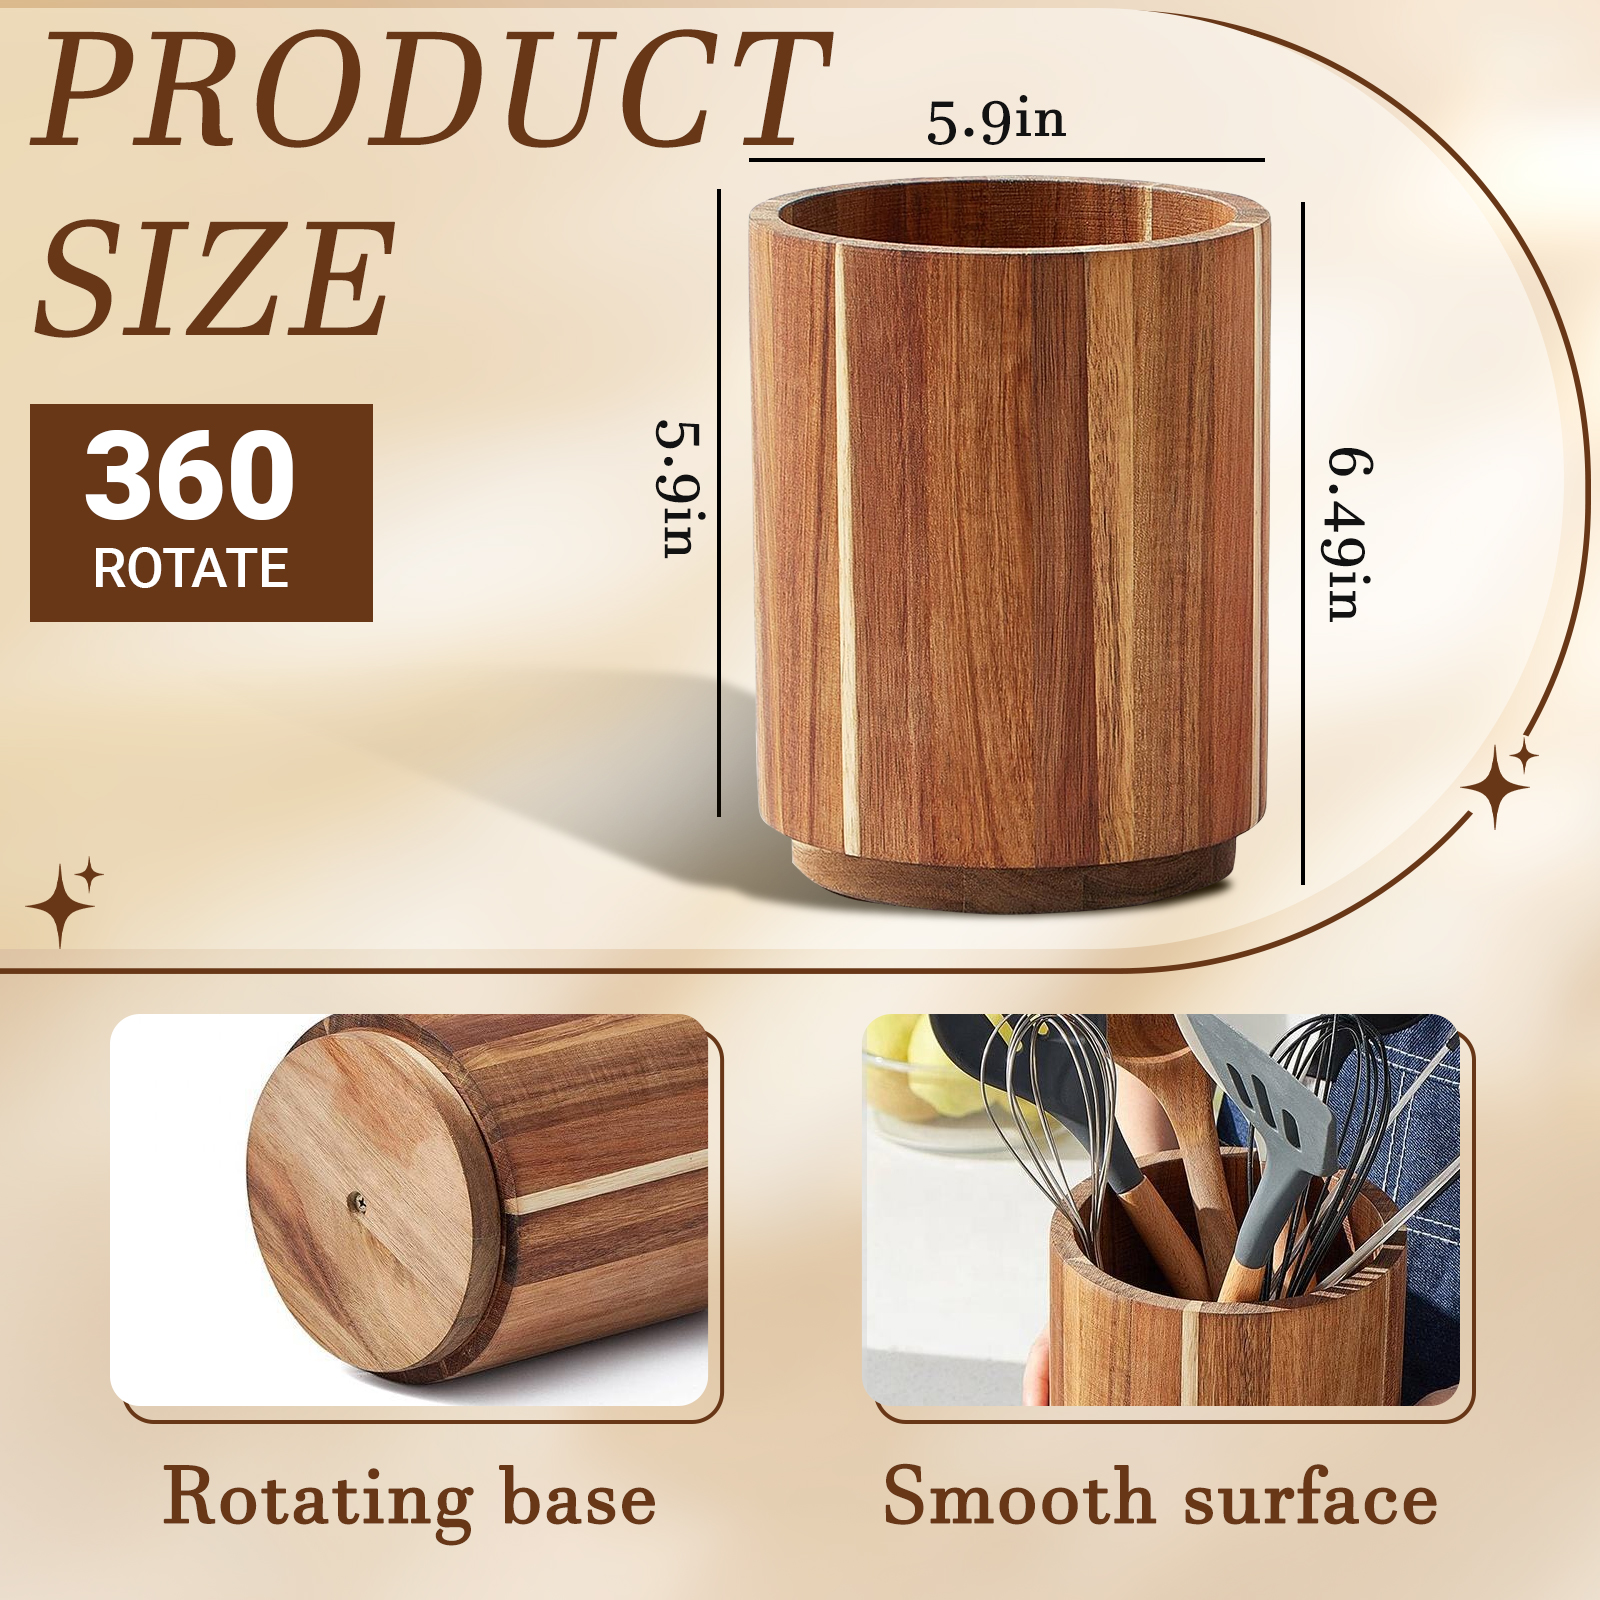 PRODUCT
SIZE
360
ROTATE
5.9in
5.9in
6.49in
Rotating base
Smooth surface